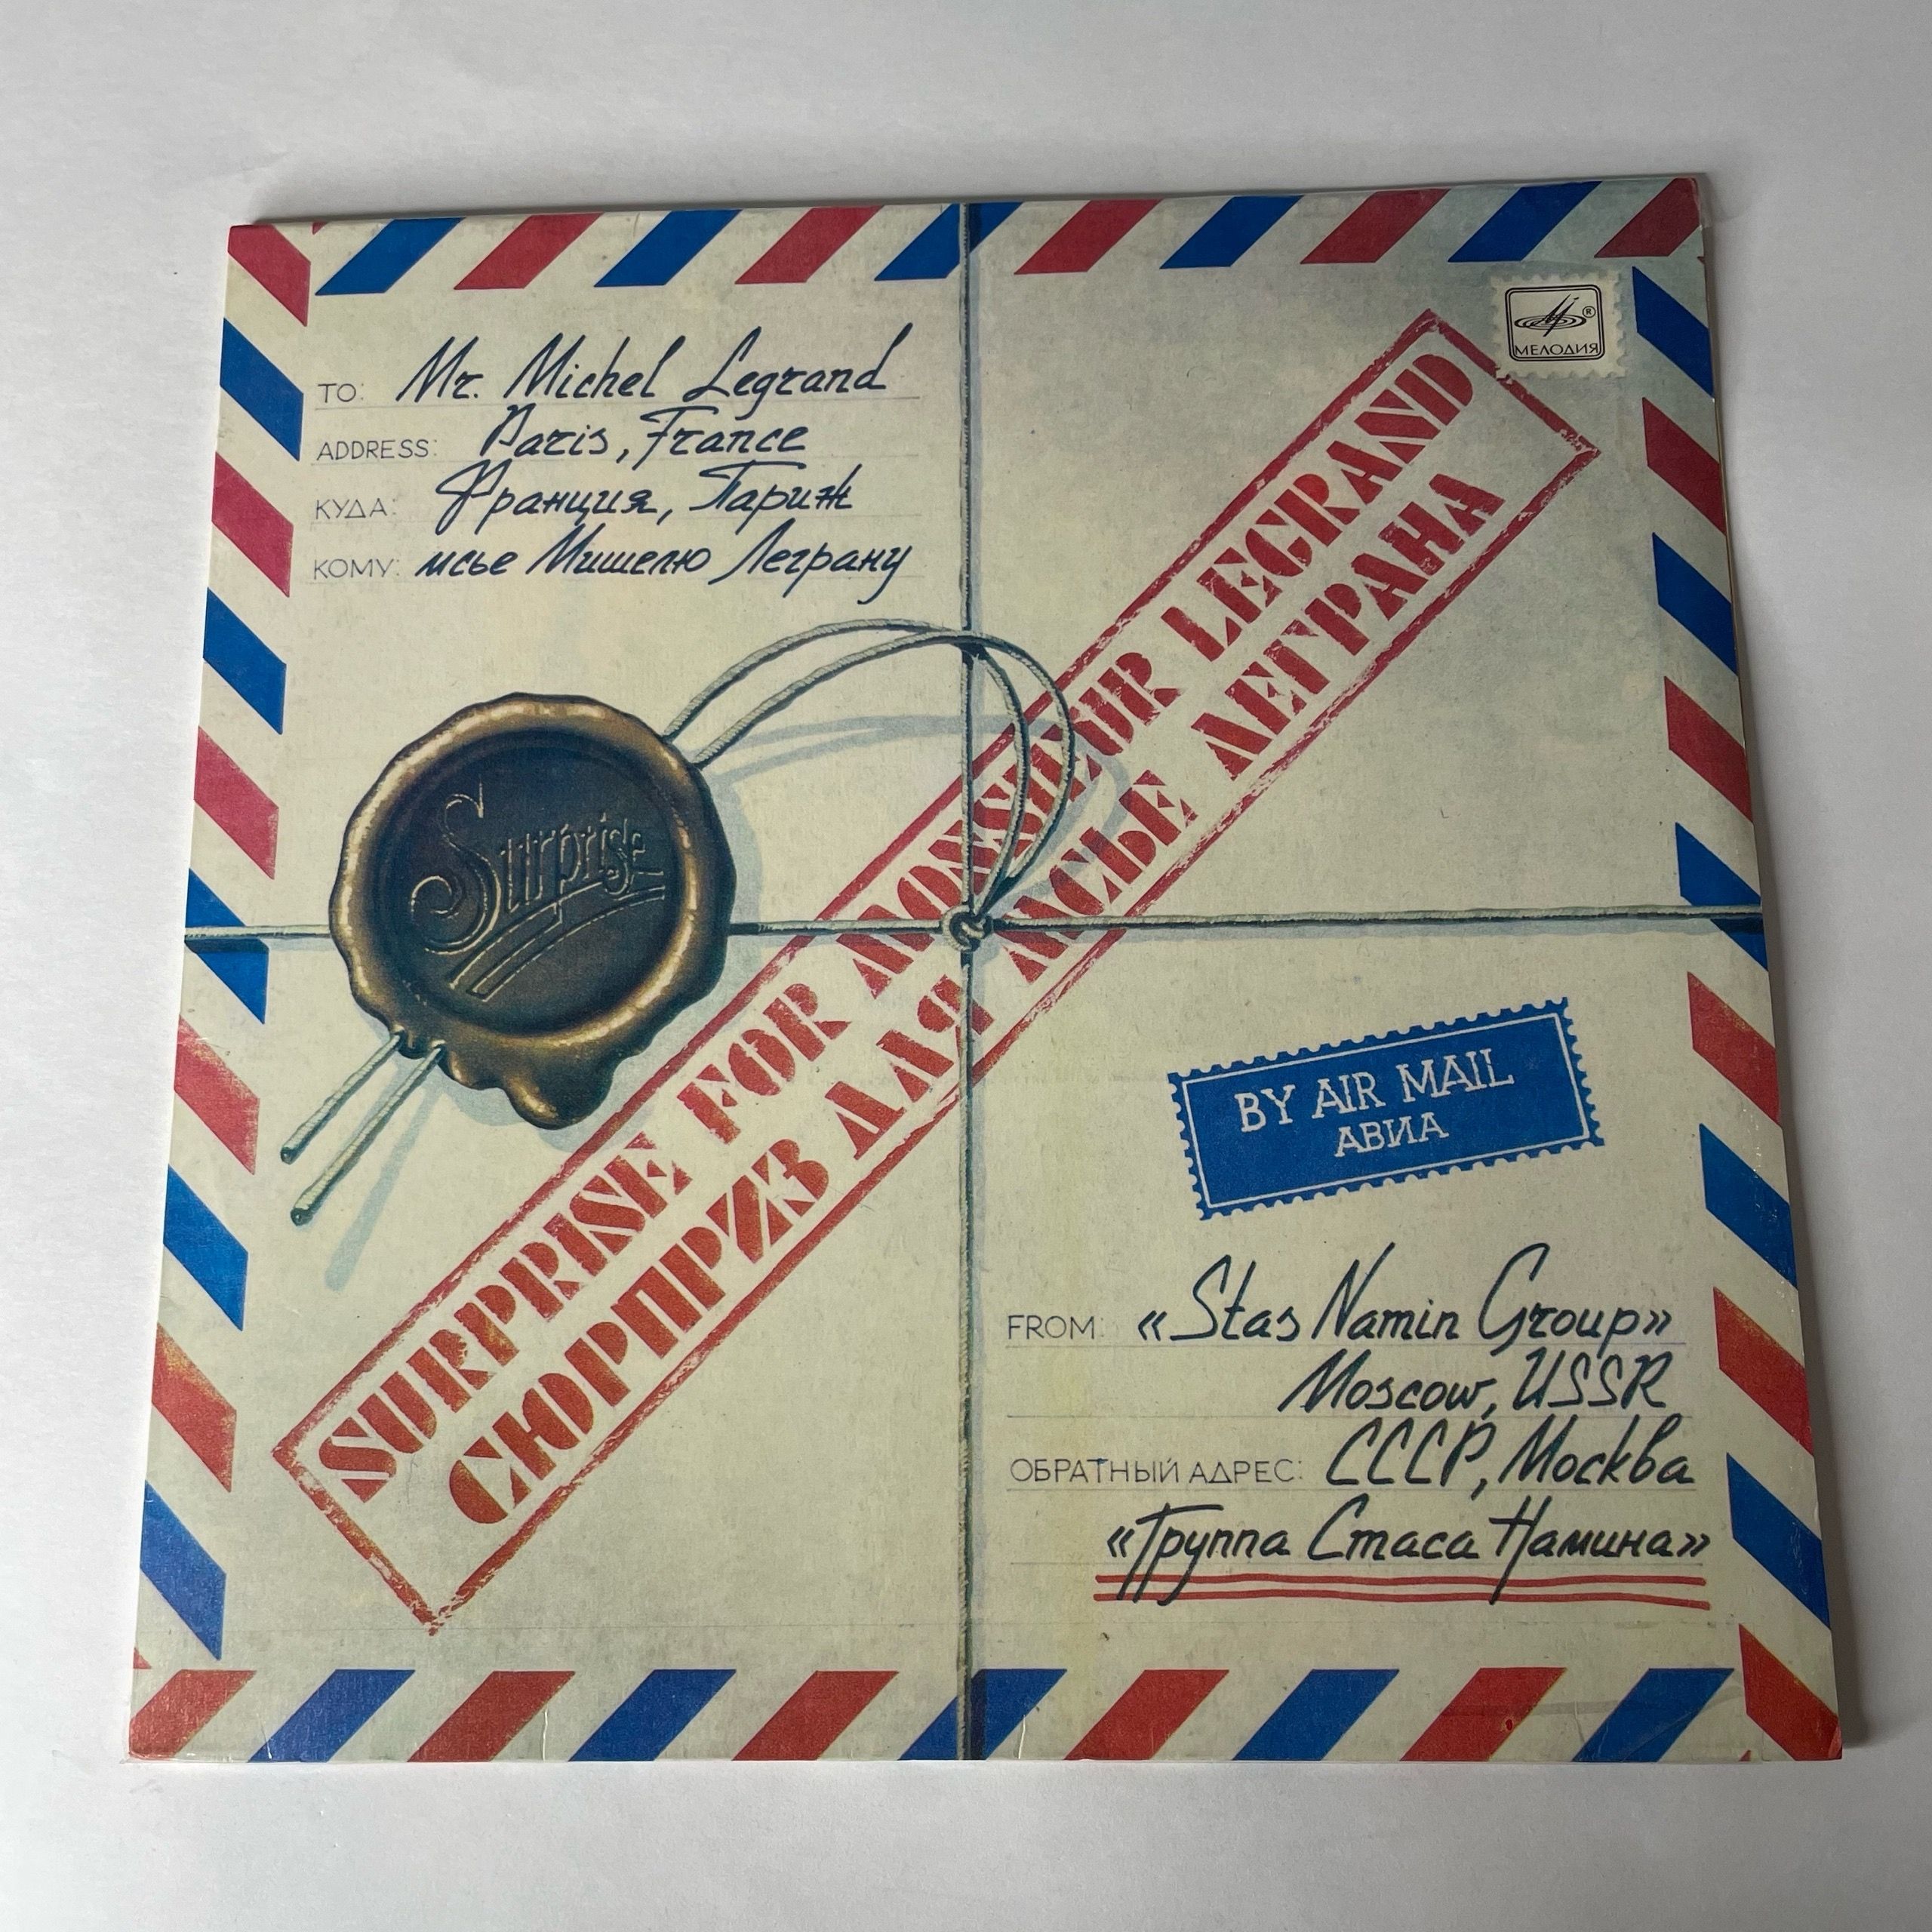 TO: Mr. Michel Legrand
ADDRESS: Paris, France
КУДА: Франция, Париж
КОМУ: мсье Мишелю Леграну
МЕЛОДИЯ ®
Surprise
SURPRISE FOR MONSIEUR LEGRAND
СЮРПРИЗ ДЛЯ МСЬЕ ЛЕГРАНА
BY AIR MAIL
АВИА
FROM: «Stas Namin Group»
Moscow, USSR
ОБРАТНЫЙ АДРЕС: СССР, Москва
«Группа Стаса Намина»